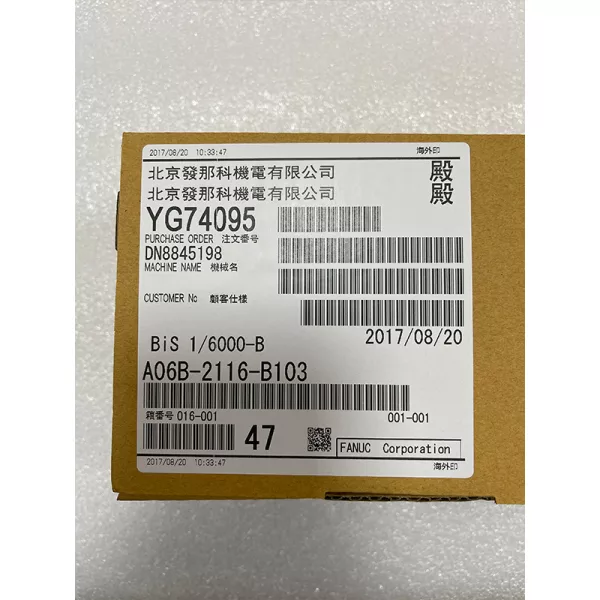 2017/08/20 10:33:47 海外印
北京發那科機電有限公司 殿
北京發那科機電有限公司 殿
YG74095
PURCHASE ORDER 注文番号
DN8845198
MACHINE NAME 機械名
CUSTOMER No 顧客仕様
2017/08/20
BiS 1/6000-B
A06B-2116-B103
箱番号 016-001 001-001
47 FANUC Corporation
2017/08/20 10:33:47 海外印